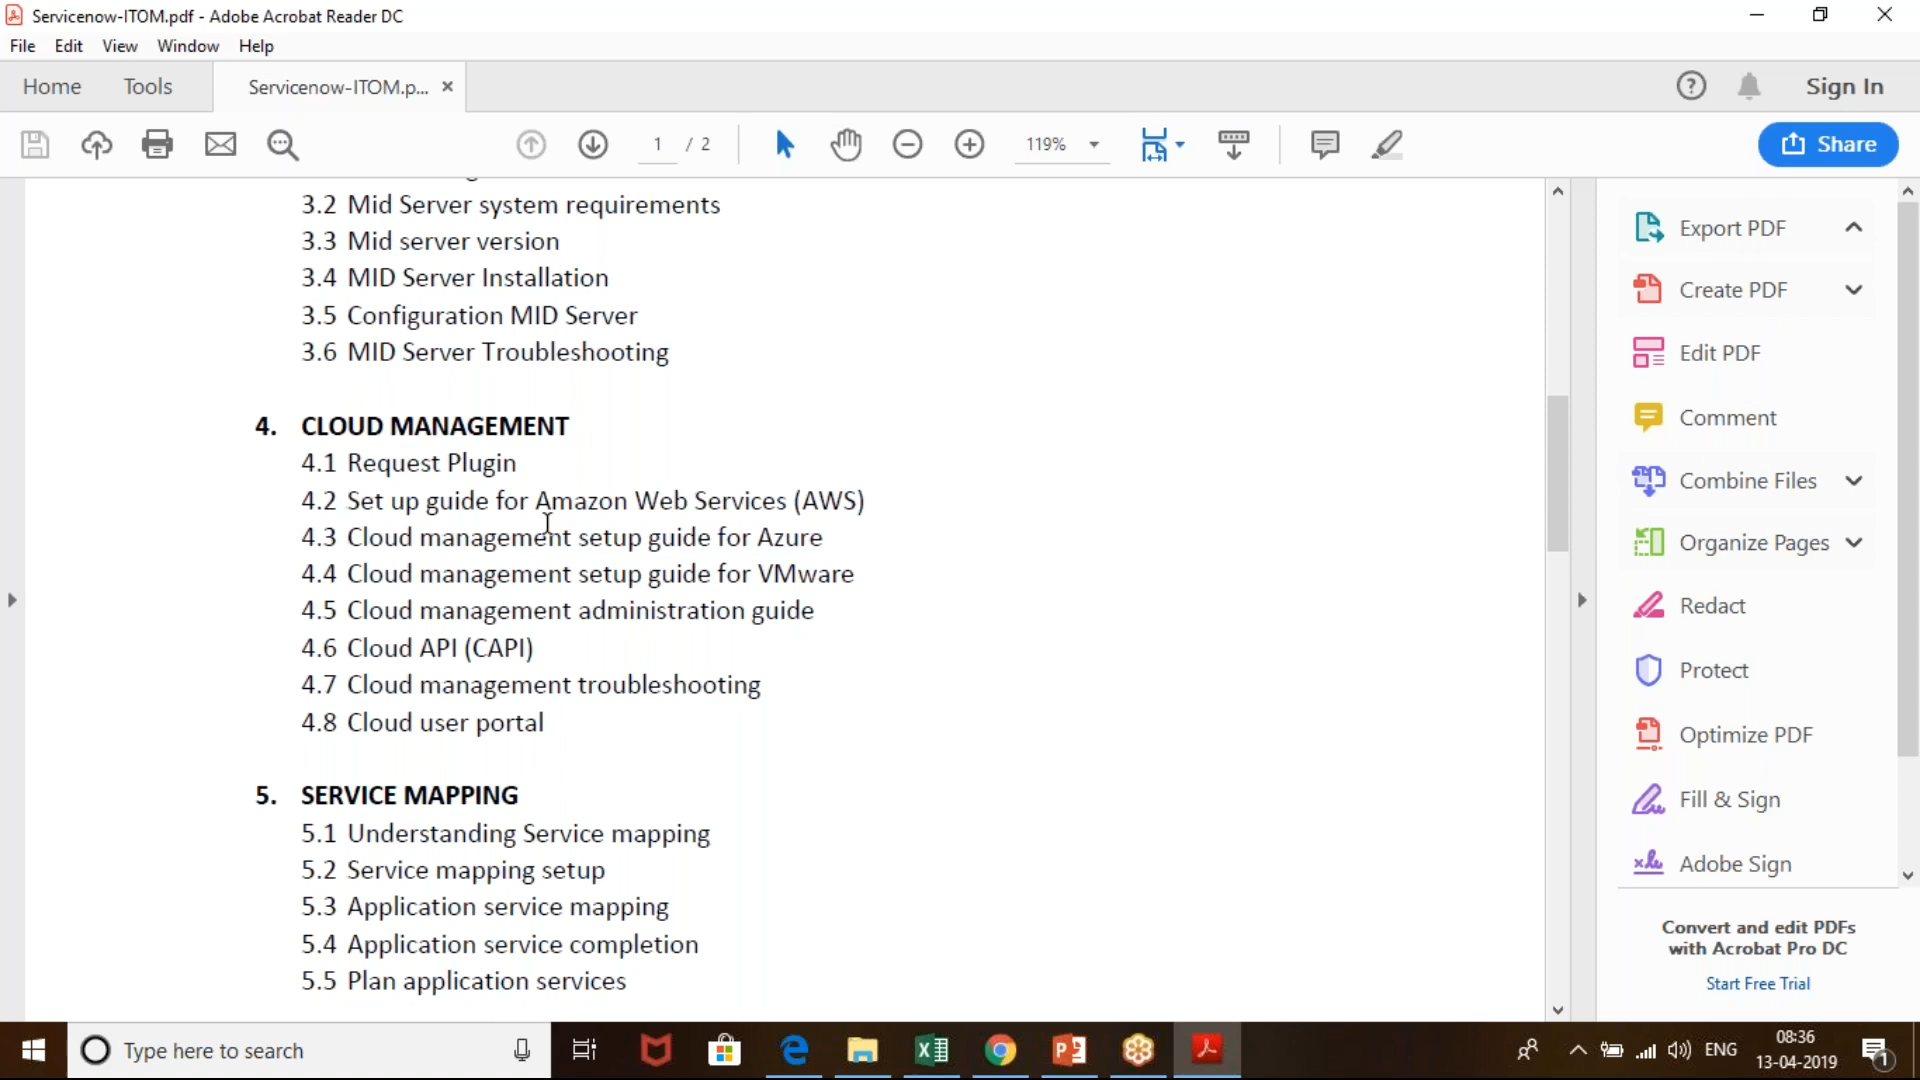 Servicenow-ITOM.pdf - Adobe Acrobat Reader DC
File Edit View Window Help
Home Tools Servicenow-ITOM.p... × Sign In
1 / 2 119% Share
3.2 Mid Server system requirements
3.3 Mid server version
3.4 MID Server Installation
3.5 Configuration MID Server
3.6 MID Server Troubleshooting
4. CLOUD MANAGEMENT
4.1 Request Plugin
4.2 Set up guide for Amazon Web Services (AWS)
4.3 Cloud management setup guide for Azure
4.4 Cloud management setup guide for VMware
4.5 Cloud management administration guide
4.6 Cloud API (CAPI)
4.7 Cloud management troubleshooting
4.8 Cloud user portal
5. SERVICE MAPPING
5.1 Understanding Service mapping
5.2 Service mapping setup
5.3 Application service mapping
5.4 Application service completion
5.5 Plan application services
Export PDF
Create PDF
Edit PDF
Comment
Combine Files
Organize Pages
Redact
Protect
Optimize PDF
Fill & Sign
Adobe Sign
Convert and edit PDFs
with Acrobat Pro DC
Start Free Trial
Type here to search
ENG
08:36
13-04-2019
1